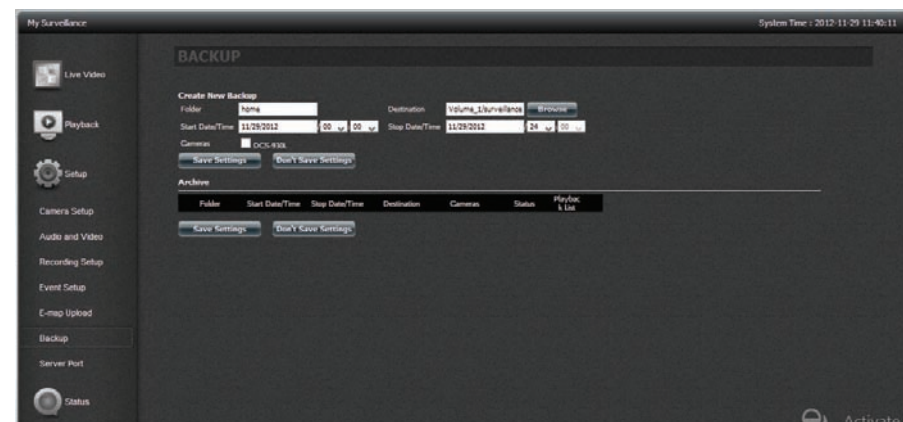 My Surveillance
System Time : 2012-11-29 11:40:11
Live Video
Playback
Setup
Camera Setup
Audio and Video
Recording Setup
Event Setup
E-map Upload
Backup
Server Port
Status
BACKUP
Create New Backup
Folder home Destination Volume_1/surveillance Browse
Start Date/Time 11/29/2012 00 00 Stop Date/Time 11/29/2012 24 00
Cameras DCS-930L
Save Settings Don't Save Settings
Archive
Folder Start Date/Time Stop Date/Time Destination Cameras Status Playbac
k List
Save Settings Don't Save Settings
Activate